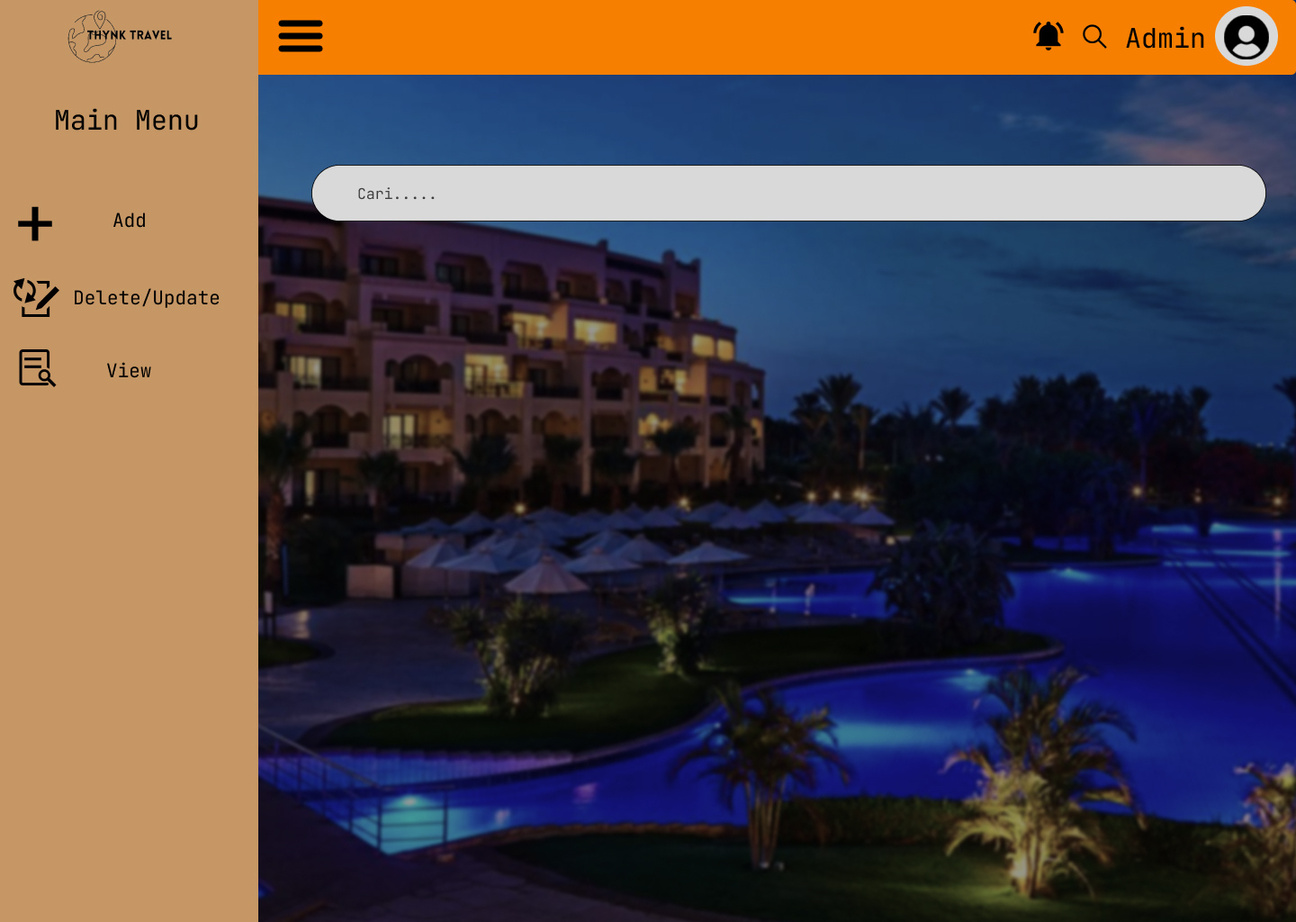 THYNK TRAVEL
Admin
Main Menu
Cari.....
Add
Delete/Update
View